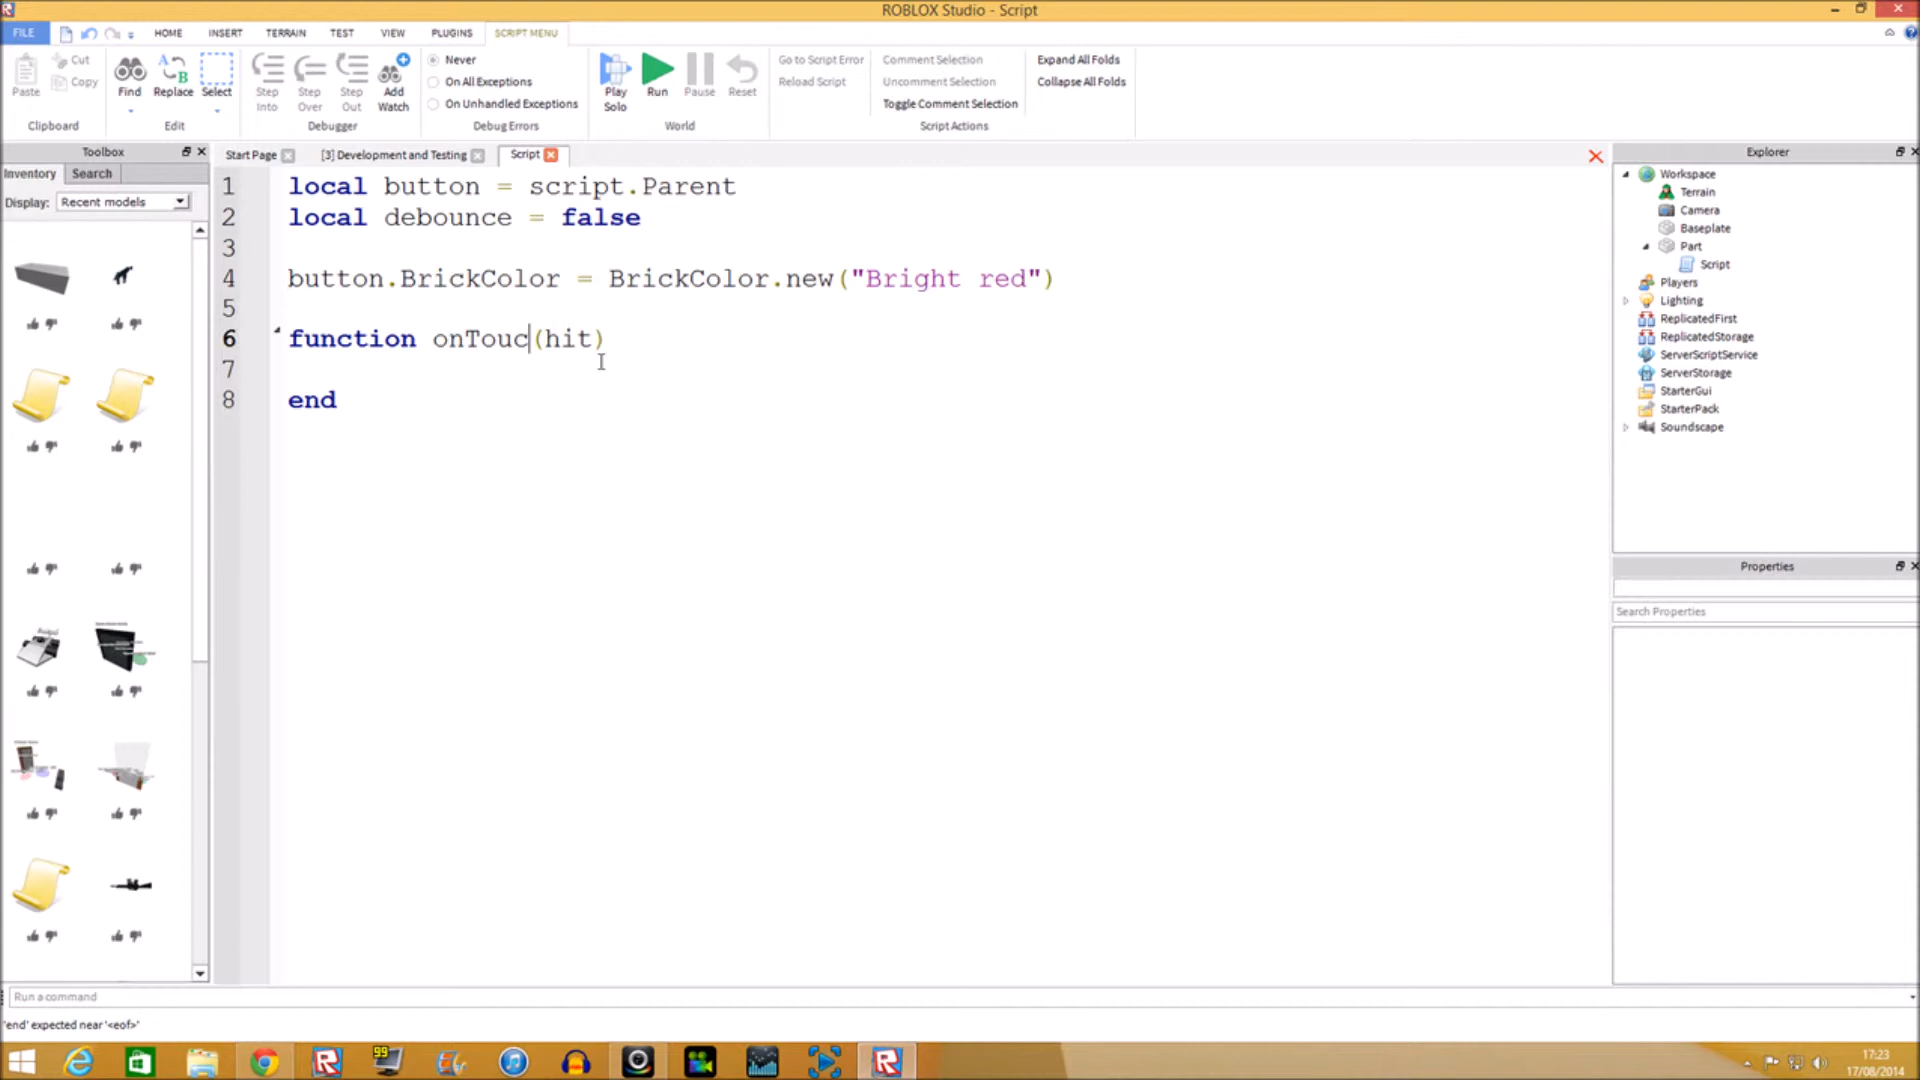 ROBLOX Studio - Script
FILE HOME INSERT TERRAIN TEST VIEW PLUGINS SCRIPT MENU
Paste
Cut
Copy
Clipboard
Find
Replace
Select
Edit
Step Into
Step Over
Step Out
Add Watch
Debugger
Never
On All Exceptions
On Unhandled Exceptions
Debug Errors
Play Solo
Run
Pause
Reset
World
Go to Script Error
Reload Script
Comment Selection
Uncomment Selection
Toggle Comment Selection
Script Actions
Expand All Folds
Collapse All Folds
Toolbox
Inventory Search
Display: Recent models
Start Page [3] Development and Testing Script
1 local button = script.Parent
2 local debounce = false
3
4 button.BrickColor = BrickColor.new("Bright red")
5
6 function onTouc(hit)
7
8 end
Explorer
Workspace
Terrain
Camera
Baseplate
Part
Script
Players
Lighting
ReplicatedFirst
ReplicatedStorage
ServerScriptService
ServerStorage
StarterGui
StarterPack
Soundscape
Properties
Search Properties
Run a command
'end' expected near '<eof>'
99
17:23
17/08/2014